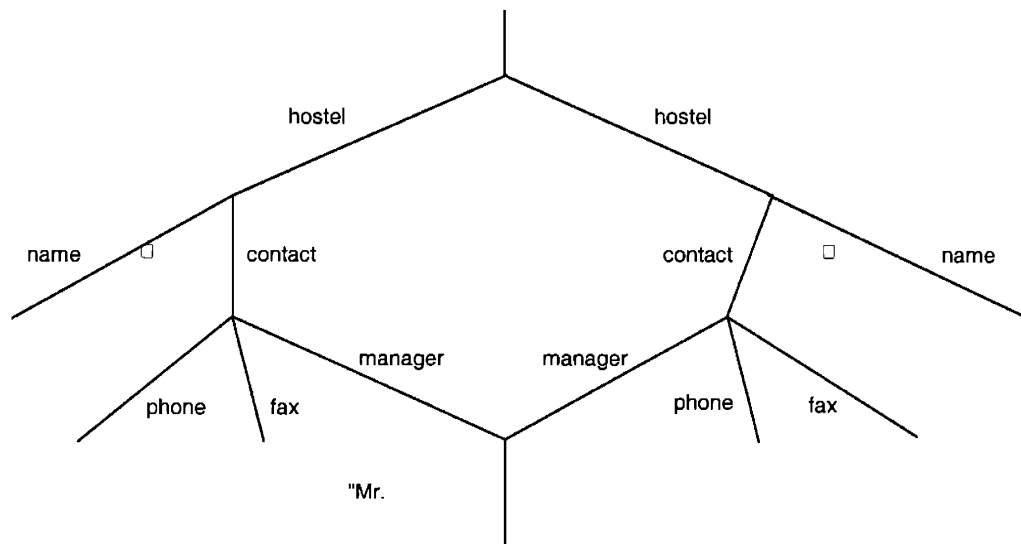 hostel hostel
name contact contact name
manager manager
phone fax phone fax
"Mr.